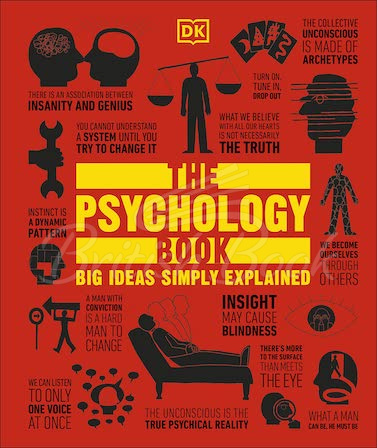 DK
THE COLLECTIVE
UNCONSCIOUS
IS MADE OF
ARCHETYPES
THERE IS AN ASSOCIATION BETWEEN
INSANITY AND GENIUS
TURN ON,
TUNE IN,
DROP OUT
YOU CANNOT UNDERSTAND
A SYSTEM UNTIL YOU
TRY TO CHANGE IT
WHAT WE BELIEVE
WITH ALL OUR HEARTS
IS NOT NECESSARILY
THE TRUTH
THE
PSYCHOLOGY
BOOK
BIG IDEAS SIMPLY EXPLAINED
INSTINCT IS
A DYNAMIC
PATTERN
WE BECOME
OURSELVES
THROUGH
OTHERS
A MAN WITH
CONVICTION
IS A HARD
MAN TO
CHANGE
INSIGHT
MAY CAUSE
BLINDNESS
THERE'S MORE
TO THE SURFACE
THAN MEETS
THE EYE
WE CAN
LISTEN TO
ONLY
ONE VOICE
AT ONCE
THE UNCONSCIOUS IS THE
TRUE PSYCHICAL REALITY
WHAT A MAN
CAN BE, HE MUST BE
British Book